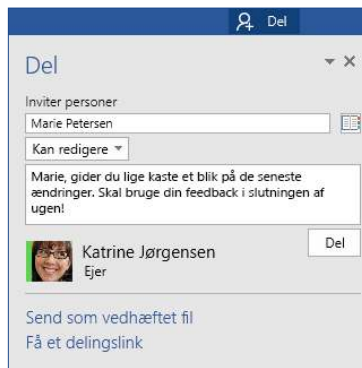 Del
Del
Inviter personer
Marie Petersen
Kan redigere
Marie, gider du lige kaste et blik på de seneste
ændringer. Skal bruge din feedback i slutningen af
ugen!
Del
Katrine Jørgensen
Ejer
Send som vedhæftet fil
Få et delingslink